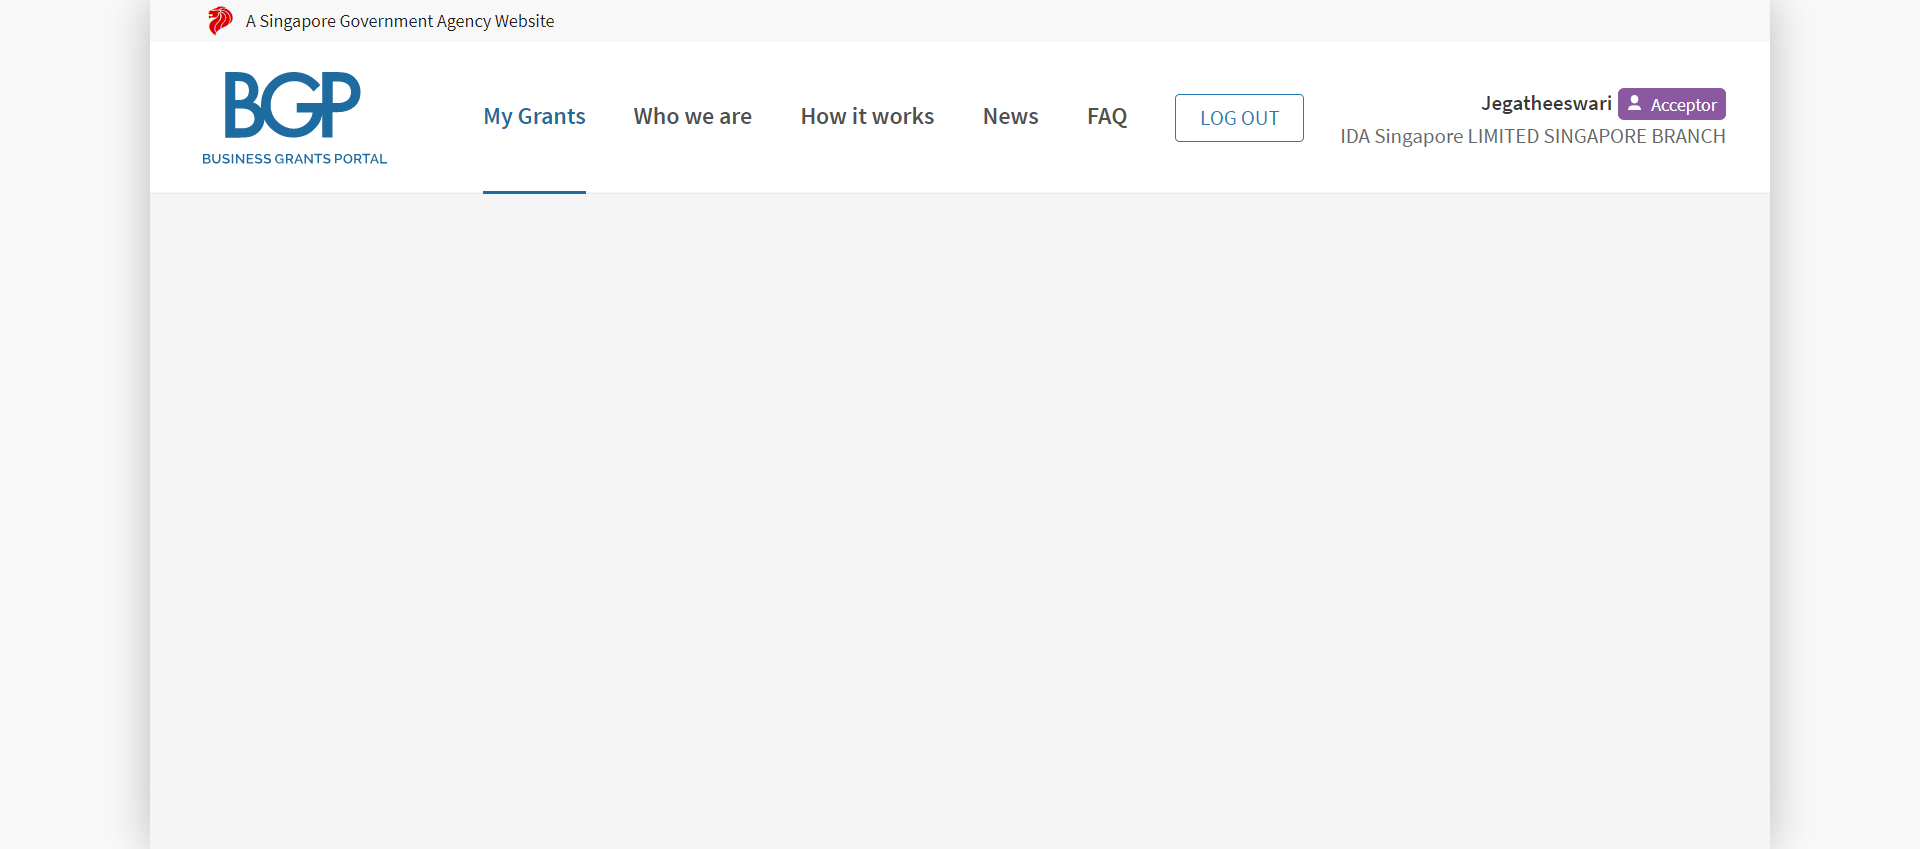 A Singapore Government Agency Website
BGP
BUSINESS GRANTS PORTAL
My Grants
Who we are
How it works
News
FAQ
LOG OUT
Jegatheeswari
Acceptor
IDA Singapore LIMITED SINGAPORE BRANCH